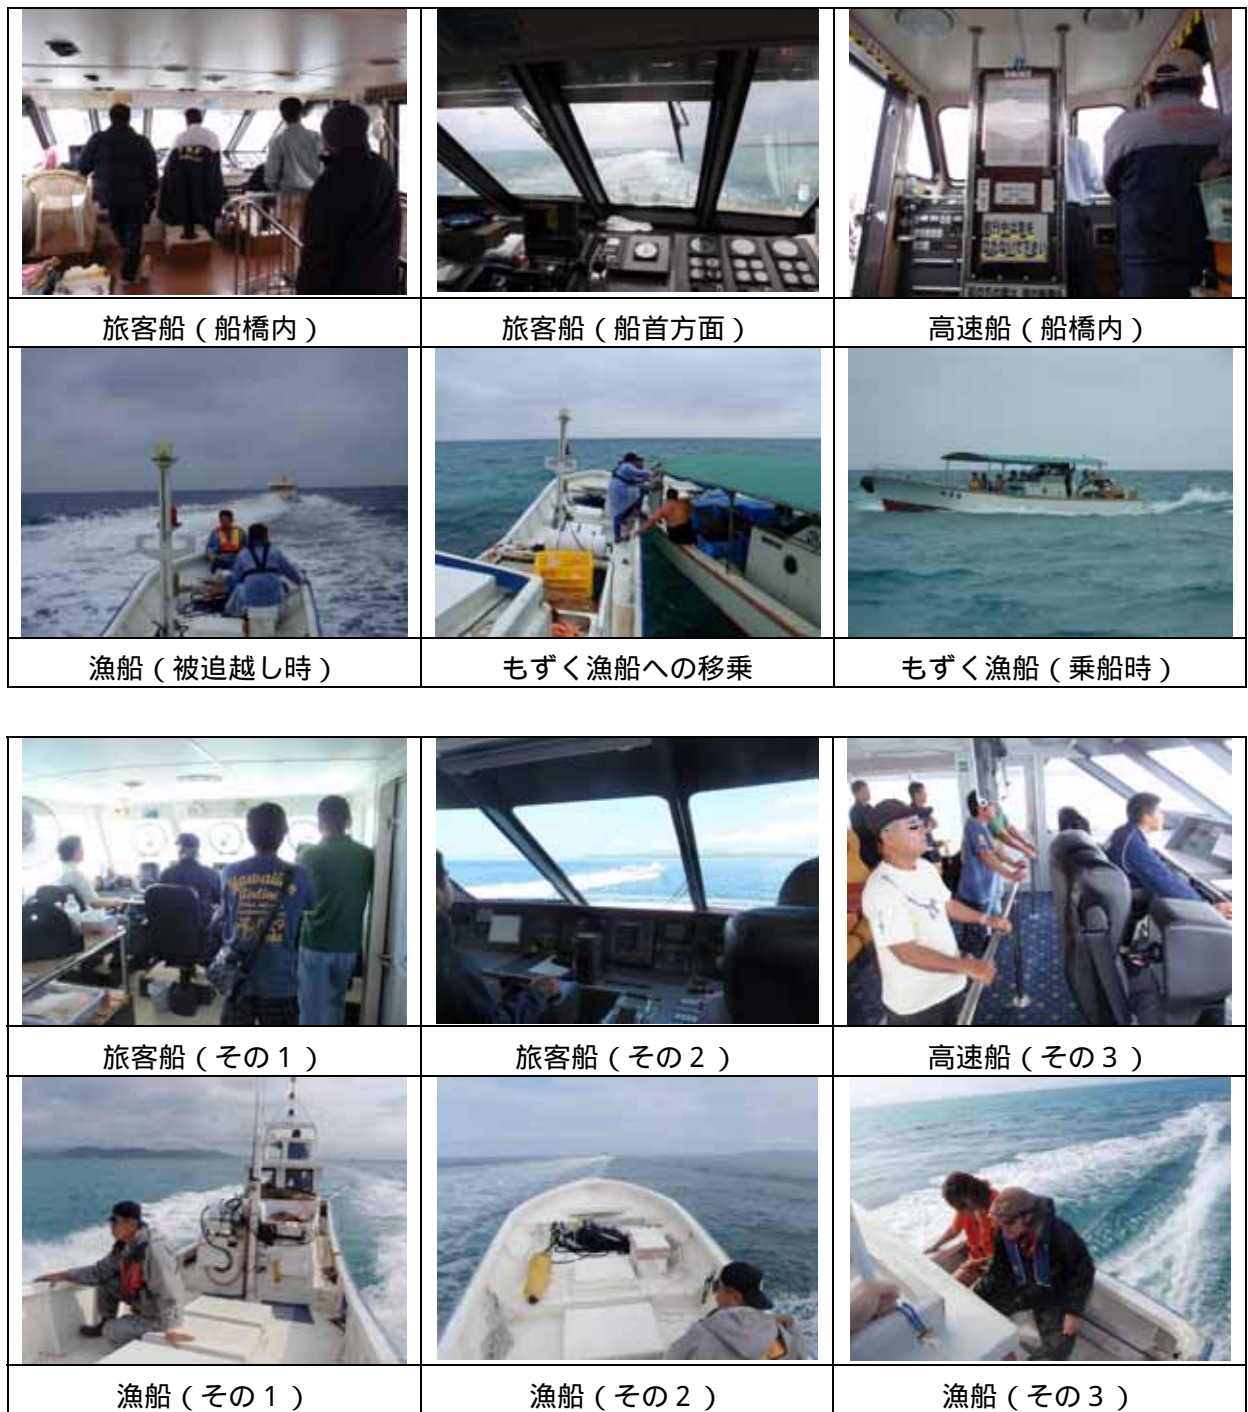 旅客船（船橋内）
旅客船（船首方面）
高速船（船橋内）
漁船（被追越し時）
もずく漁船への移乗
もずく漁船（乗船時）
Hawaii
旅客船（その１）
旅客船（その２）
高速船（その３）
漁船（その１）
漁船（その２）
漁船（その３）